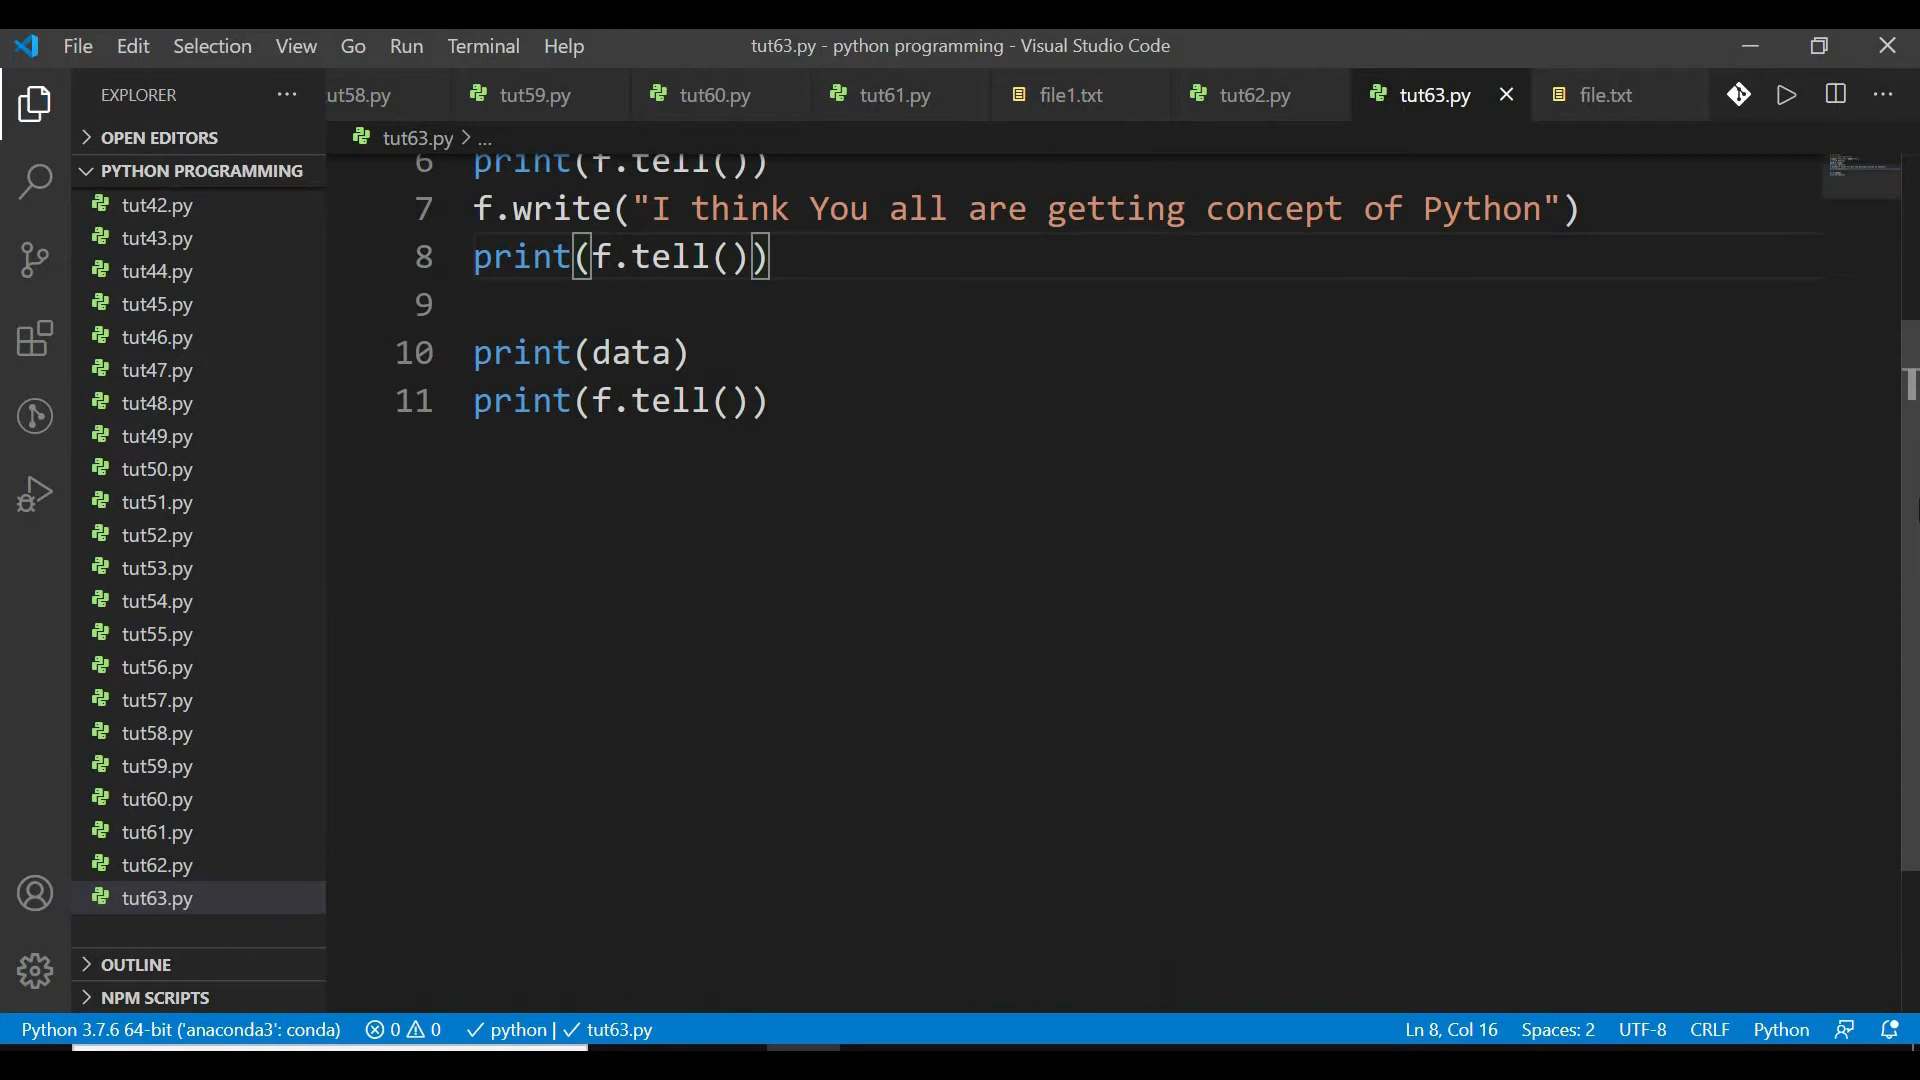 File Edit Selection View Go Run Terminal Help
tut63.py - python programming - Visual Studio Code
EXPLORER
ut58.py tut59.py tut60.py tut61.py file1.txt tut62.py tut63.py file.txt
OPEN EDITORS
tut63.py > ...
PYTHON PROGRAMMING
tut42.py
tut43.py
tut44.py
tut45.py
tut46.py
tut47.py
tut48.py
tut49.py
tut50.py
tut51.py
tut52.py
tut53.py
tut54.py
tut55.py
tut56.py
tut57.py
tut58.py
tut59.py
tut60.py
tut61.py
tut62.py
tut63.py
OUTLINE
NPM SCRIPTS
6 print(f.tell())
7 f.write("I think You all are getting concept of Python")
8 print(f.tell())
9
10 print(data)
11 print(f.tell())
Python 3.7.6 64-bit ('anaconda3': conda) 0 0 python | tut63.py Ln 8, Col 16 Spaces: 2 UTF-8 CRLF Python